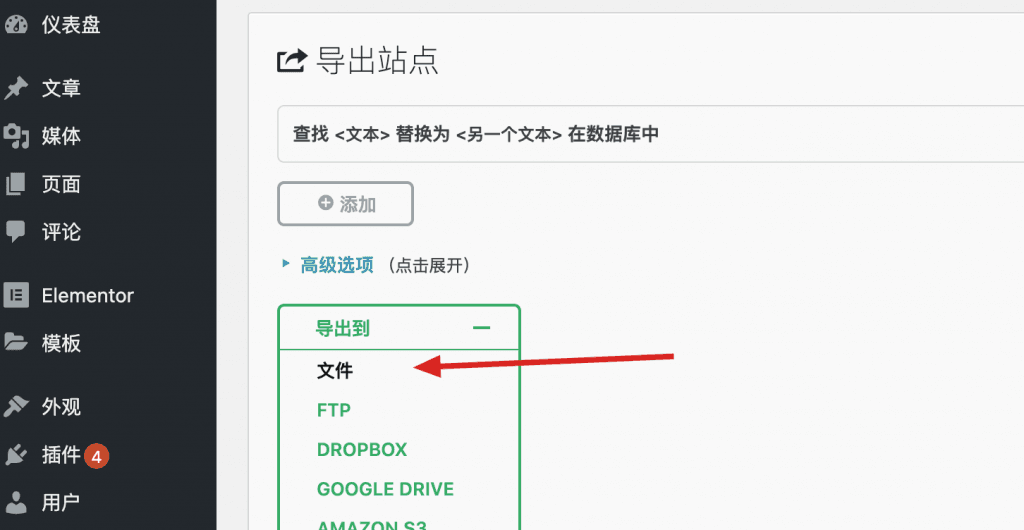 仪表盘
文章
媒体
页面
评论
Elementor
模板
外观
插件 4
用户
导出站点
查找 <文本> 替换为 <另一个文本> 在数据库中
添加
高级选项 (点击展开)
导出到
文件
FTP
DROPBOX
GOOGLE DRIVE
AMAZON S3